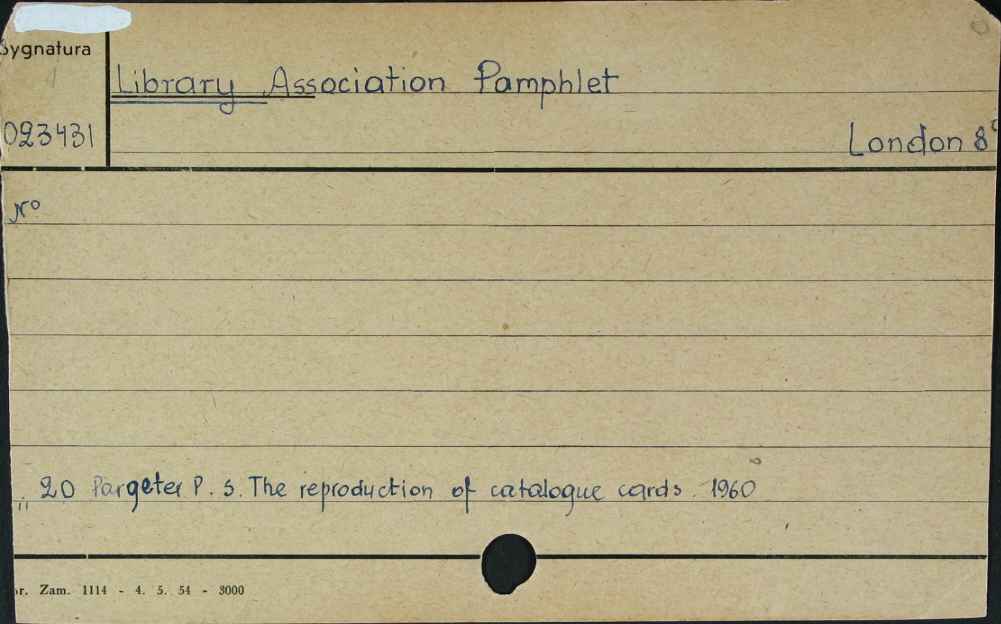 Sygnatura
Library Association Pamphlet
023431
London 8°
No
„ 20 Pargeter P. S. The reproduction of catalogue cards. 1960
r. Zam. 1114 - 4. 5. 54 - 3000